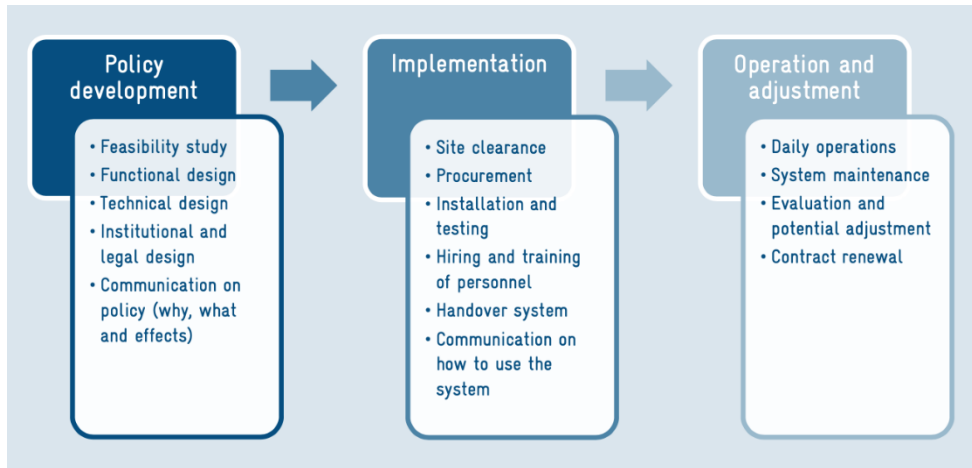 Policy
development
• Feasibility study
• Functional design
• Technical design
• Institutional and
legal design
• Communication on
policy (why, what
and effects)
Implementation
• Site clearance
• Procurement
• Installation and
testing
• Hiring and training
of personnel
• Handover system
• Communication on
how to use the
system
Operation and
adjustment
• Daily operations
• System maintenance
• Evaluation and
potential adjustment
• Contract renewal